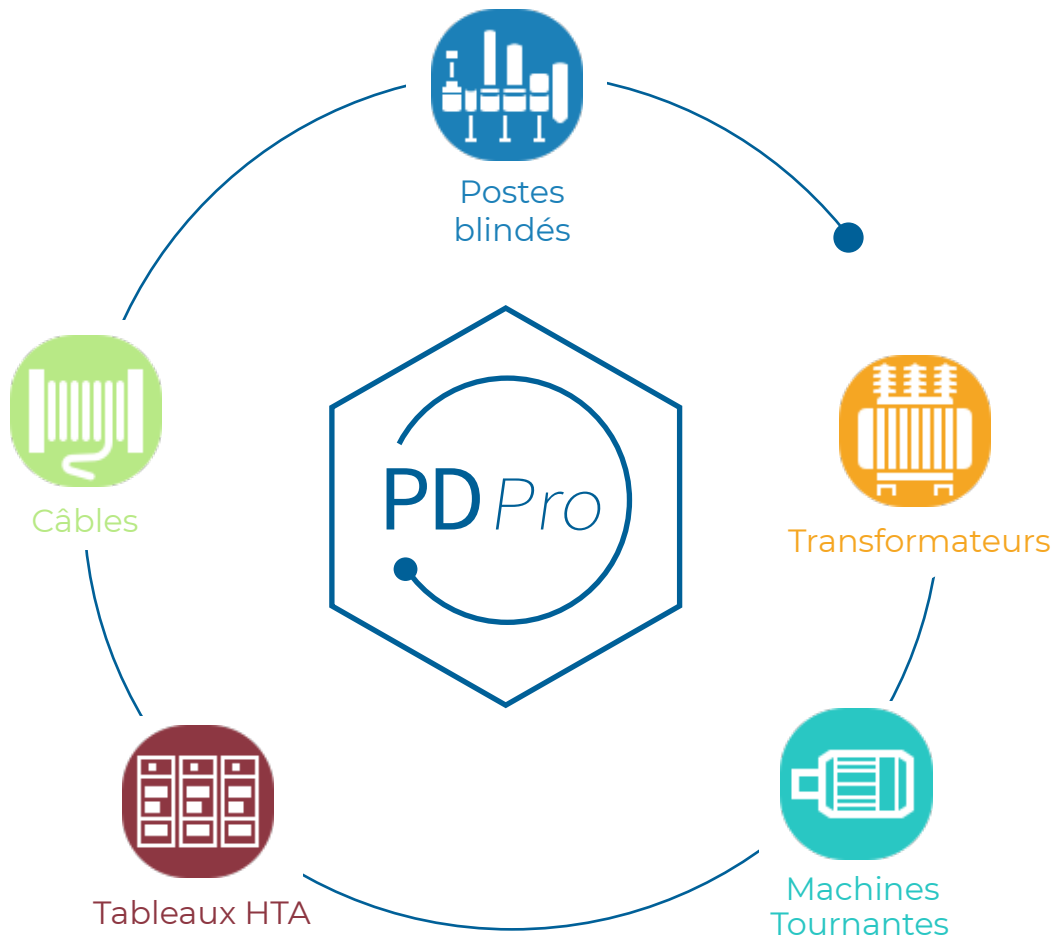 Postes
blindés
Câbles
PD Pro
Transformateurs
Tableaux HTA
Machines
Tournantes